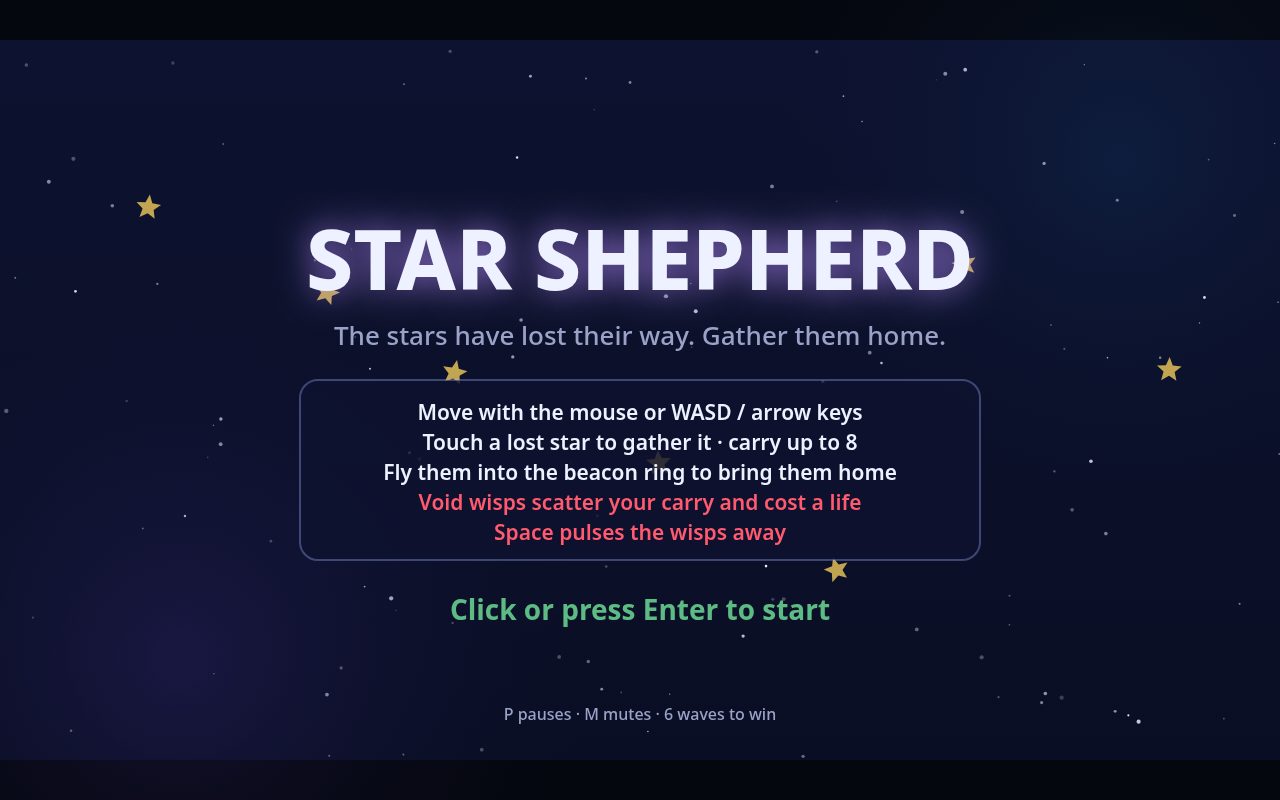 STAR SHEPHERD
The stars have lost their way. Gather them home.
Move with the mouse or WASD / arrow keys
Touch a lost star to gather it · carry up to 8
Fly them into the beacon ring to bring them home
Void wisps scatter your carry and cost a life
Space pulses the wisps away
Click or press Enter to start
P pauses · M mutes · 6 waves to win